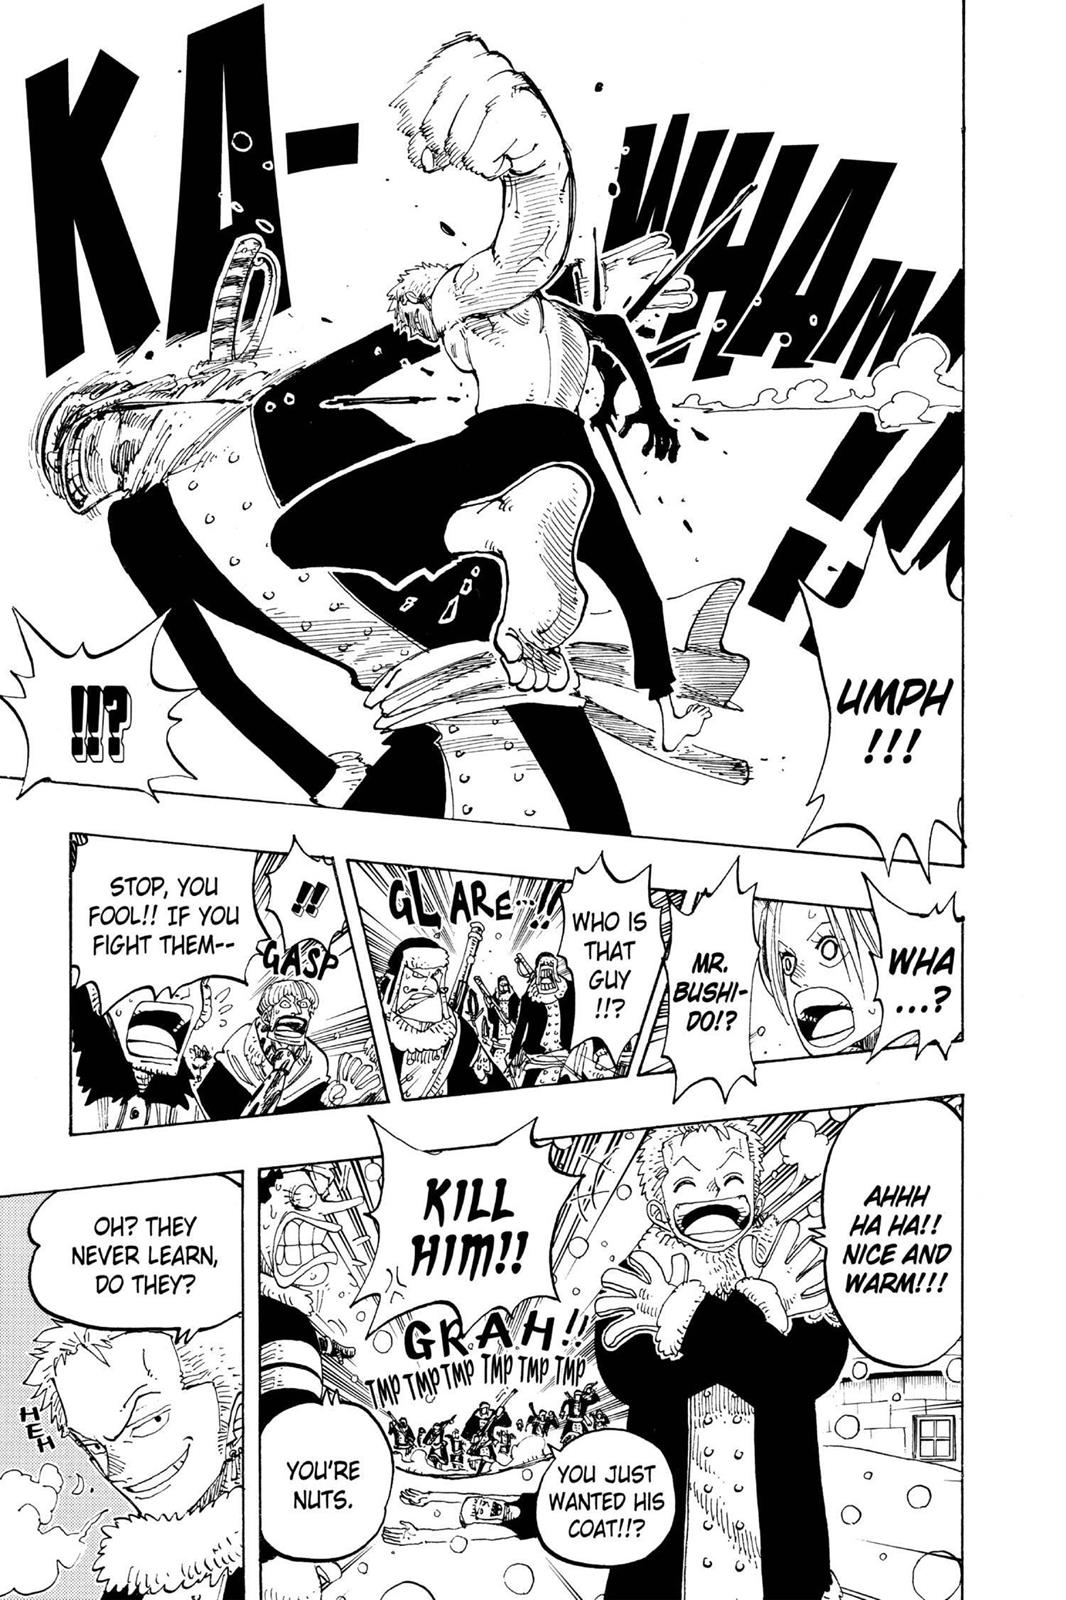 KA-
WHAM
!!
UMPH
!!!
!!?
WHA
...?
MR.
BUSHI-
DO!?
WHO IS
THAT
GUY
!!?
GLARE...!!
!!
GASP
STOP, YOU
FOOL!! IF YOU
FIGHT THEM--
AHHH
HA HA!!
NICE AND
WARM!!!
KILL
HIM!!
GRAH!!
TMP TMP TMP TMP TMP TMP
YOU JUST
WANTED HIS
COAT!!?
YOU'RE
NUTS.
OH? THEY
NEVER LEARN,
DO THEY?
HEH